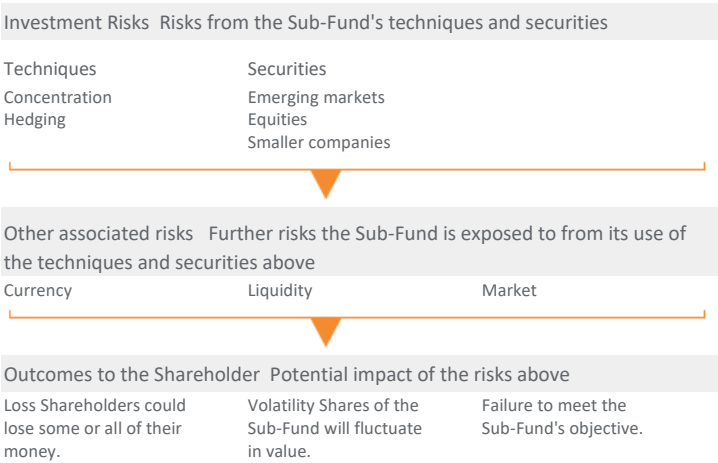 Investment Risks Risks from the Sub-Fund's techniques and securities
Techniques Securities
Concentration Emerging markets
Hedging Equities
Smaller companies
Other associated risks Further risks the Sub-Fund is exposed to from its use of
the techniques and securities above
Currency Liquidity Market
Outcomes to the Shareholder Potential impact of the risks above
Loss Shareholders could Volatility Shares of the Failure to meet the
lose some or all of their Sub-Fund will fluctuate Sub-Fund's objective.
money. in value.